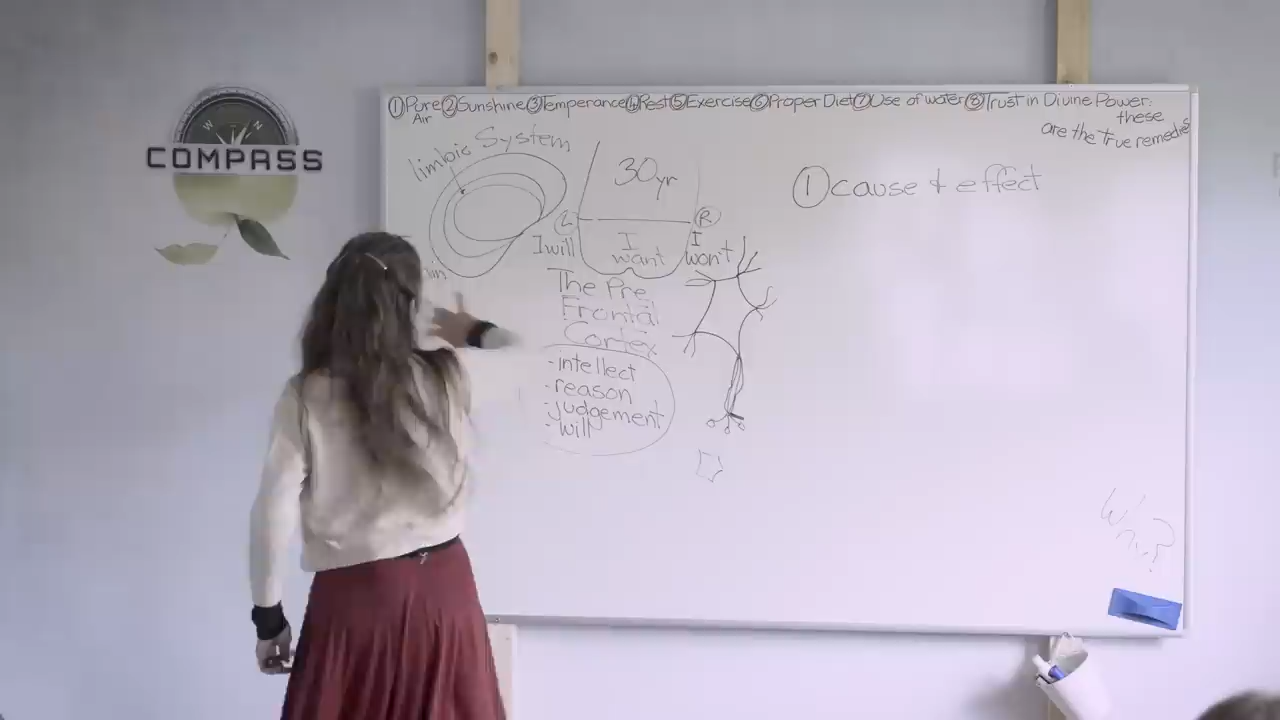 ①Pure ②Sunshine ③Temperance ④Rest ⑤Exercise ⑥Proper Diet ⑦Use of water ⑧Trust in Divine Power.
Air
these
are the true remedies
limbic System
30yr
① cause & effect
L
R
I will
I want
I won't
The Pre
Frontal
Cortex
- intellect
- reason
- judgement
- will
W N
COMPASS